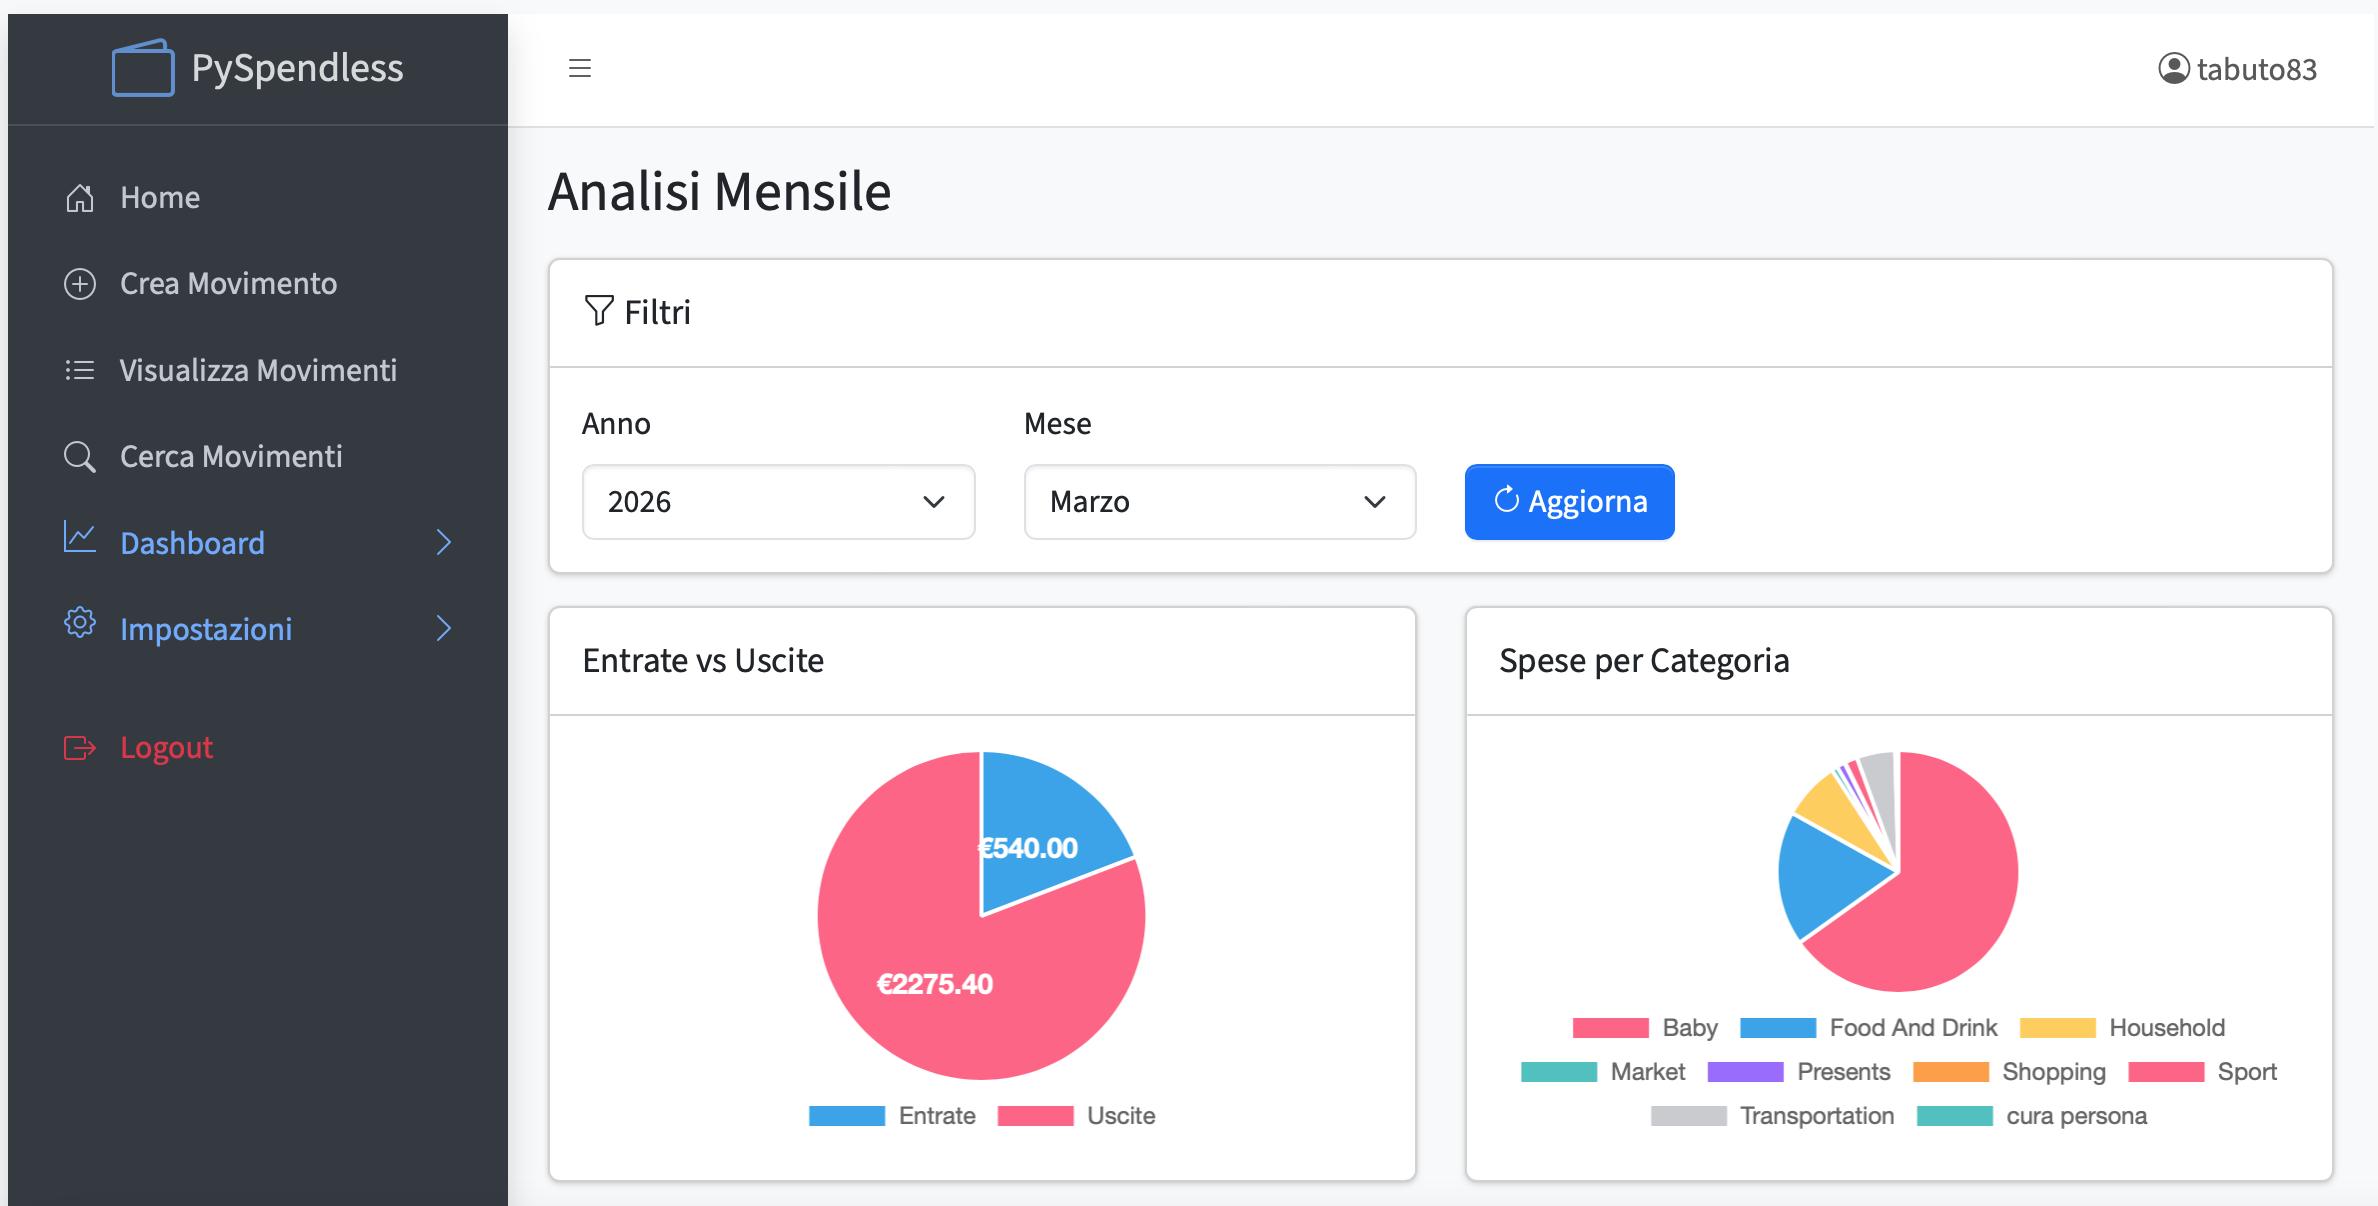 PySpendless
tabuto83
Home
Crea Movimento
Visualizza Movimenti
Cerca Movimenti
Dashboard
Impostazioni
Logout
Analisi Mensile
Filtri
Anno
Mese
2026
Marzo
Aggiorna
Entrate vs Uscite
€540.00
€2275.40
Entrate Uscite
Spese per Categoria
Baby Food And Drink Household
Market Presents Shopping Sport
Transportation cura persona